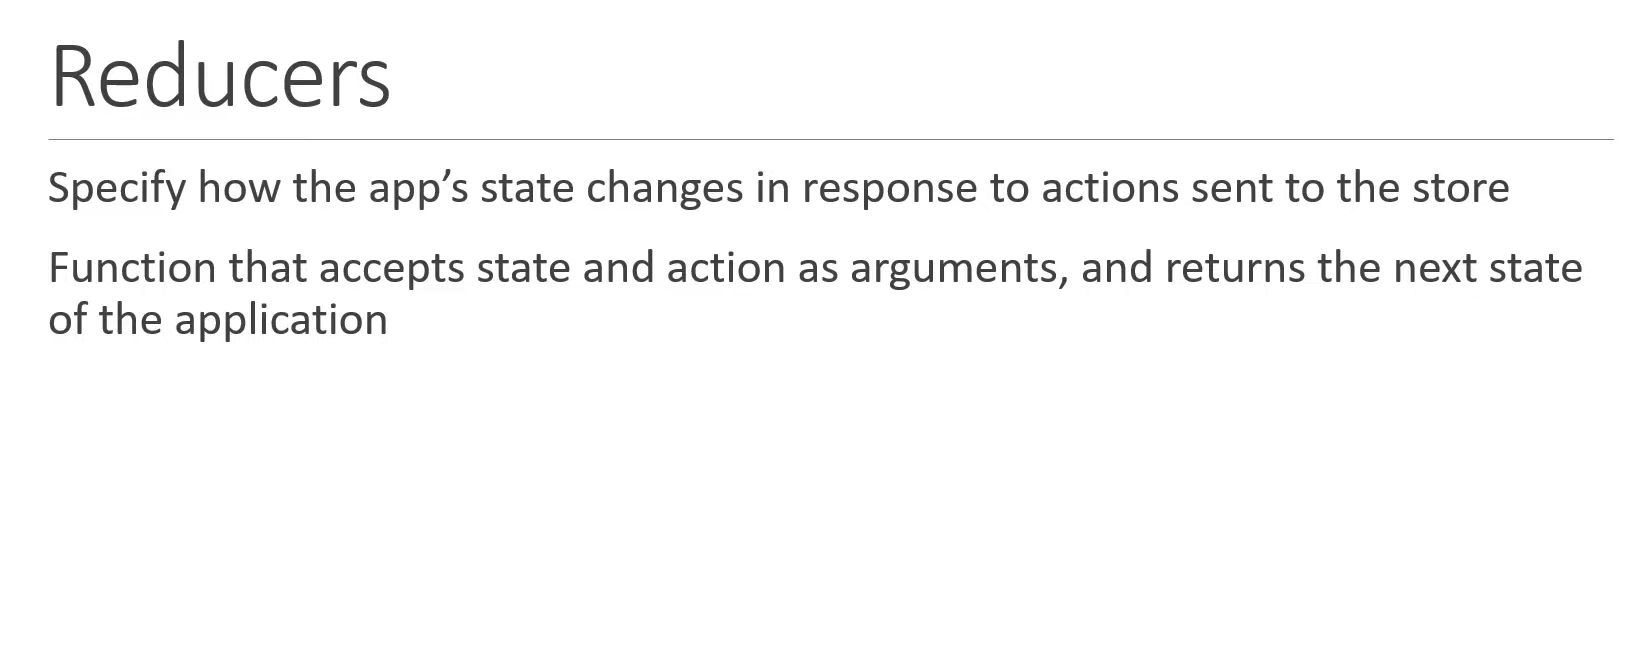 Reducers
Specify how the app’s state changes in response to actions sent to the store
Function that accepts state and action as arguments, and returns the next state
of the application